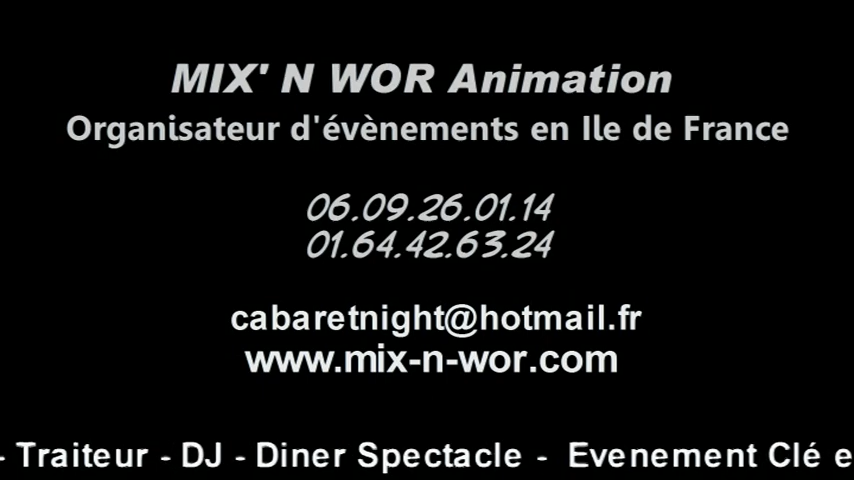 MIX' N WOR Animation
Organisateur d'évènements en Ile de France
06.09.26.01.14
01.64.42.63.24
cabaretnight@hotmail.fr
www.mix-n-wor.com
- Traiteur - DJ - Diner Spectacle - Evenement Clé e